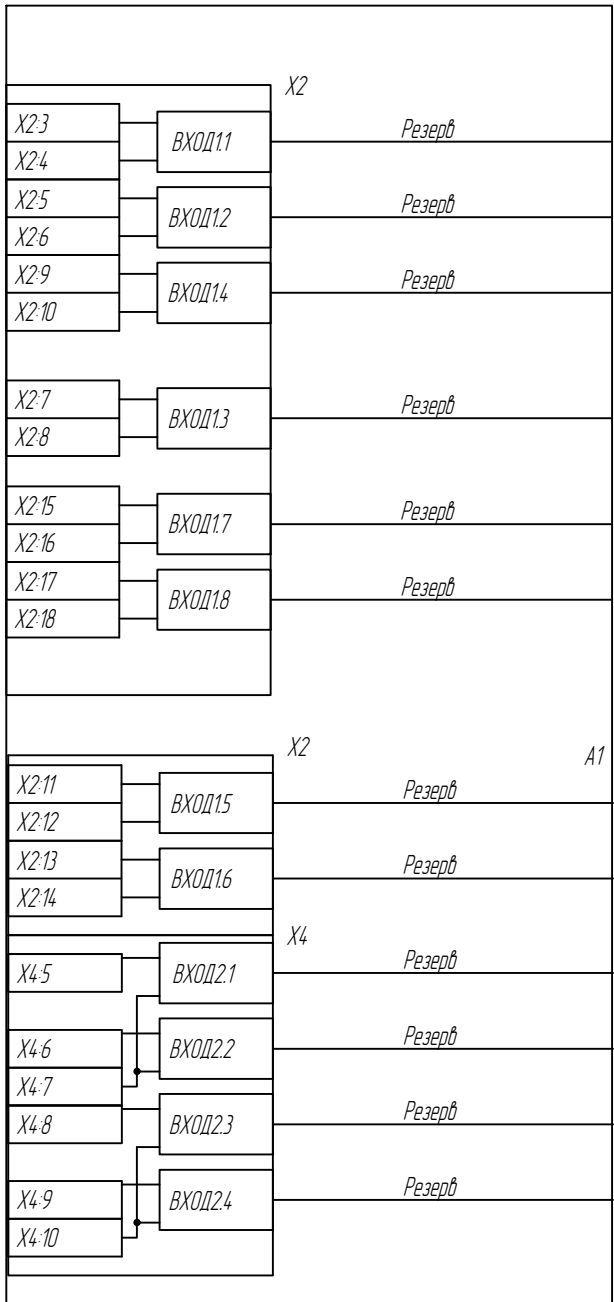 X2
X2:3
ВХОД1.1
Резерв
X2:4
X2:5
ВХОД1.2
Резерв
X2:6
X2:9
ВХОД1.4
Резерв
X2:10
X2:7
ВХОД1.3
Резерв
X2:8
X2:15
ВХОД1.7
Резерв
X2:16
X2:17
ВХОД1.8
Резерв
X2:18
X2
A1
X2:11
ВХОД1.5
Резерв
X2:12
X2:13
ВХОД1.6
Резерв
X2:14
X4
X4:5
ВХОД2.1
Резерв
X4:6
ВХОД2.2
Резерв
X4:7
X4:8
ВХОД2.3
Резерв
X4:9
ВХОД2.4
Резерв
X4:10